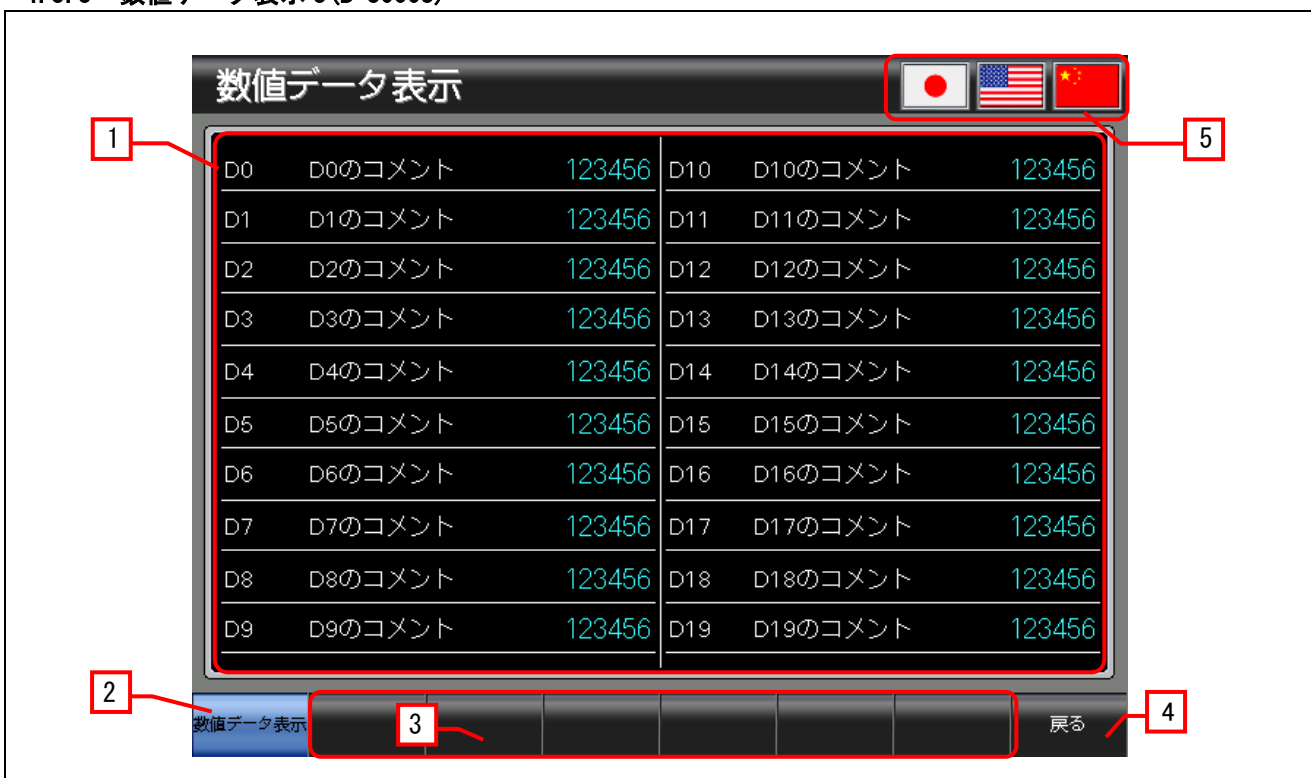 数値データ表示
1
5
D0 D0のコメント 123456 D10 D10のコメント 123456
D1 D1のコメント 123456 D11 D11のコメント 123456
D2 D2のコメント 123456 D12 D12のコメント 123456
D3 D3のコメント 123456 D13 D13のコメント 123456
D4 D4のコメント 123456 D14 D14のコメント 123456
D5 D5のコメント 123456 D15 D15のコメント 123456
D6 D6のコメント 123456 D16 D16のコメント 123456
D7 D7のコメント 123456 D17 D17のコメント 123456
D8 D8のコメント 123456 D18 D18のコメント 123456
D9 D9のコメント 123456 D19 D19のコメント 123456
2
数値データ表示
3
戻る
4